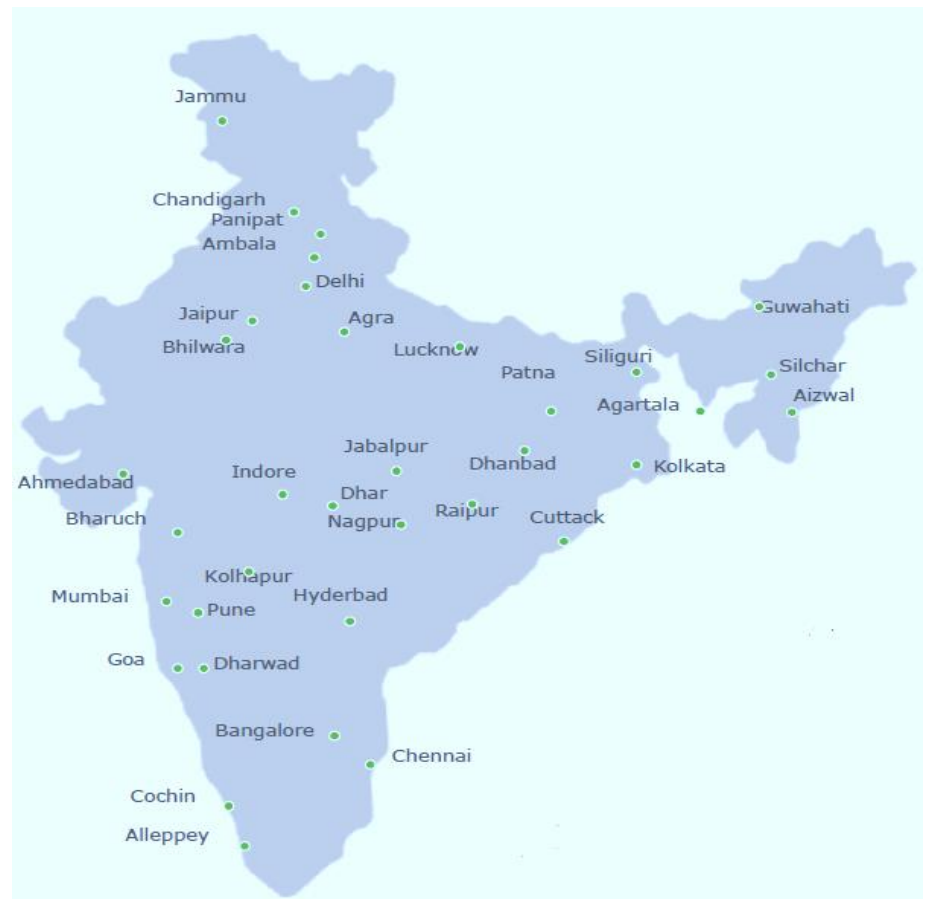 Jammu
Chandigarh
Panipat
Ambala
Delhi
Guwahati
Jaipur
Agra
Bhilwara
Lucknow
Siliguri
Silchar
Patna
Aizwal
Agartala
Jabalpur
Dhanbad
Kolkata
Indore
Ahmedabad
Dhar
Raipur
Bharuch
Nagpur
Cuttack
Kolhapur
Mumbai
Hyderbad
Pune
Goa
Dharwad
Bangalore
Chennai
Cochin
Alleppey